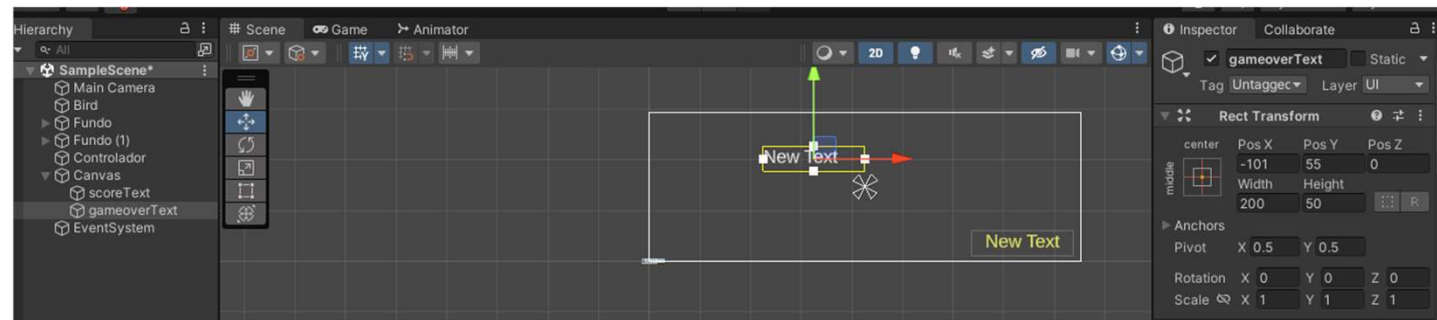 Hierarchy
All
SampleScene*
Main Camera
Bird
Fundo
Fundo (1)
Controlador
Canvas
scoreText
gameoverText
EventSystem
Scene Game Animator
2D
New Text
New Text
Inspector Collaborate
gameoverText Static
Tag Untaggec Layer UI
Rect Transform
center Pos X Pos Y Pos Z
middle -101 55 0
Width Height
200 50 R
Anchors
Pivot X 0.5 Y 0.5
Rotation X 0 Y 0 Z 0
Scale X 1 Y 1 Z 1